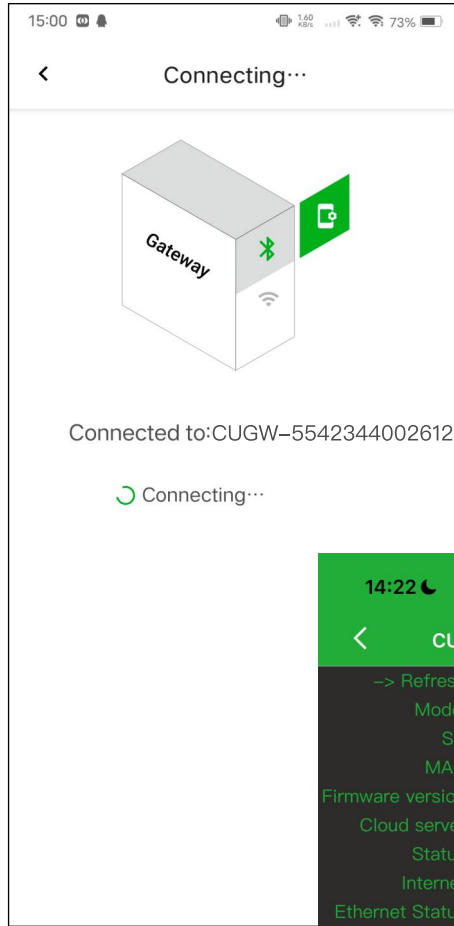 15:00
1.60
KB/s
73%
Connecting···
Gateway
Connected to:CUGW-5542344002612
Connecting···
14:22
-> Refres
Mod
S
MA
Firmware versio
Cloud serve
Statu
Interne
Ethernet Statu